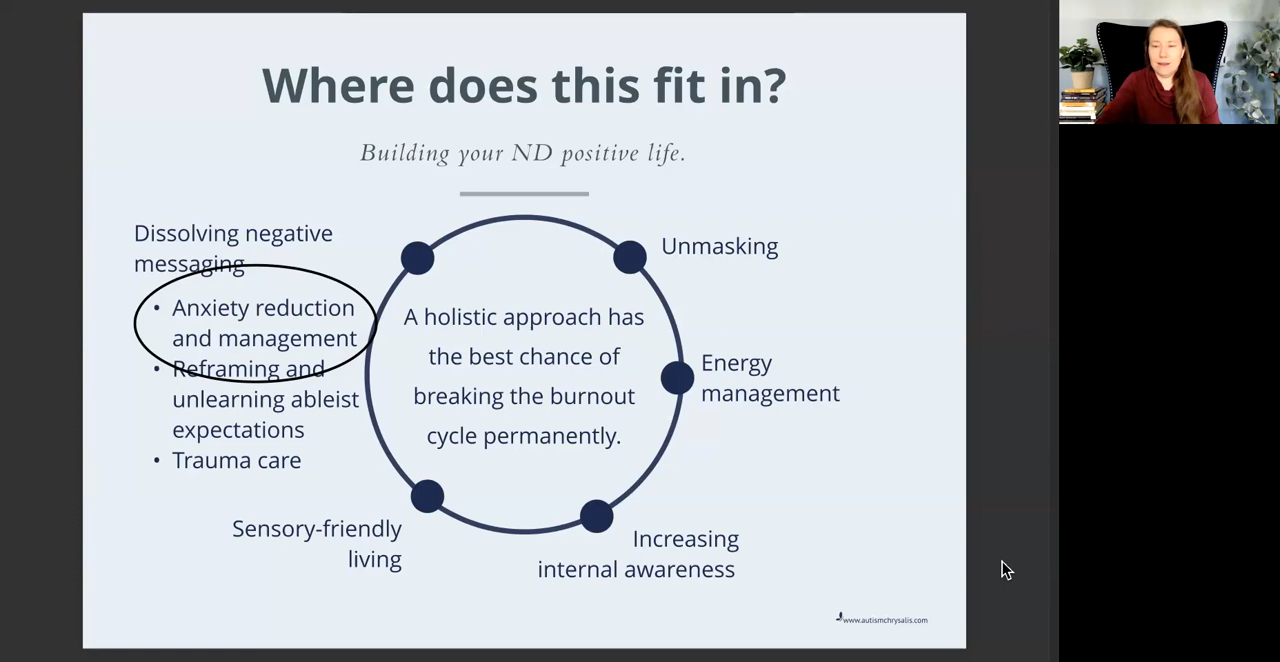 Where does this fit in?
Building your ND positive life.
Dissolving negative
messaging
• Anxiety reduction
and management
• Reframing and
unlearning ableist
expectations
• Trauma care
Unmasking
A holistic approach has
the best chance of
breaking the burnout
cycle permanently.
Energy
management
Sensory-friendly
living
Increasing
internal awareness
www.autismchrysalis.com